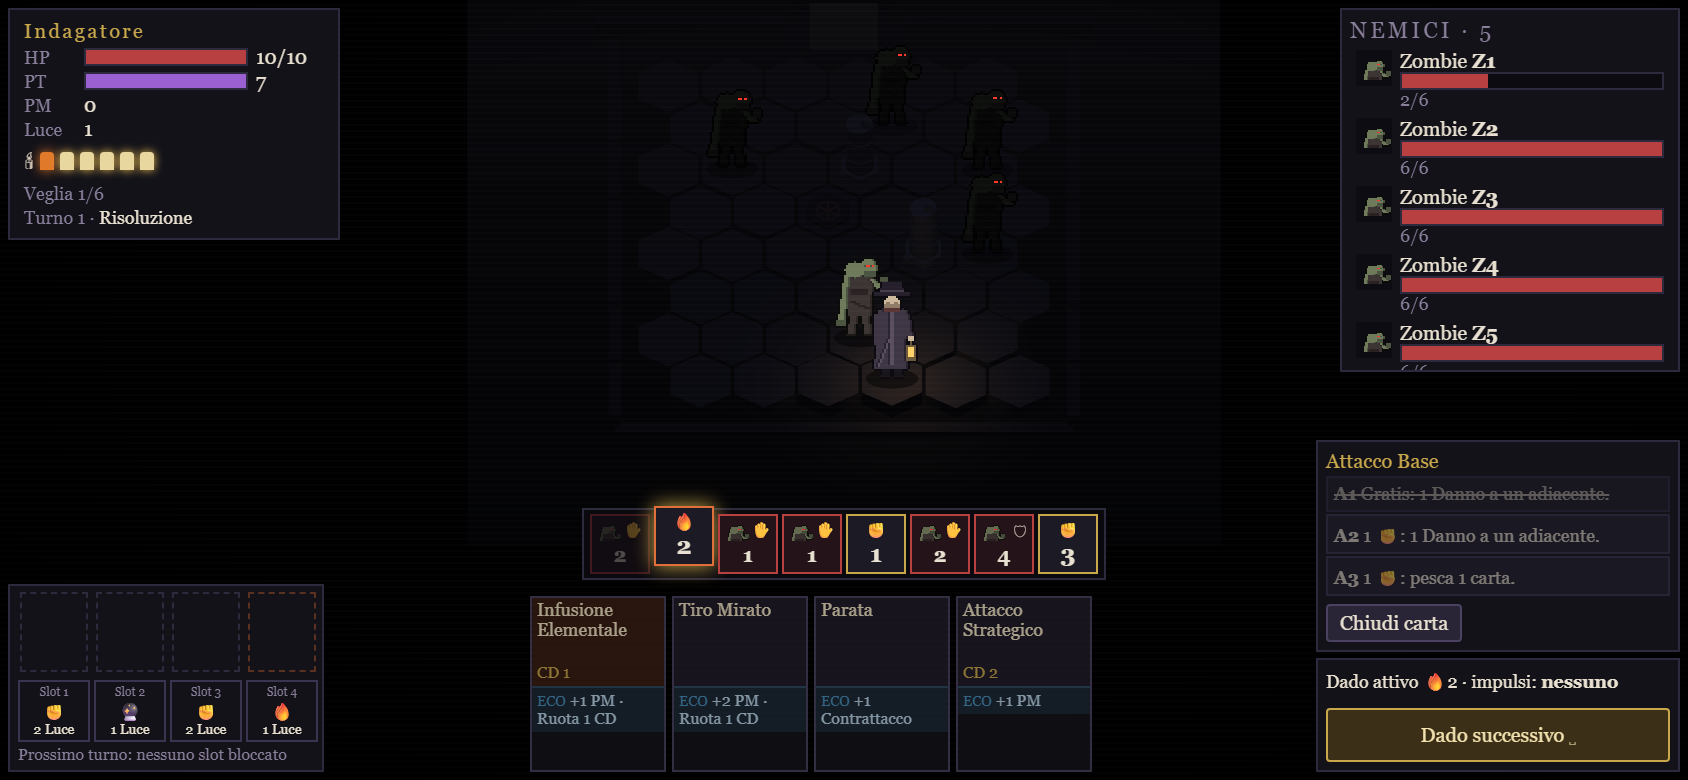 Indagatore
HP 10/10
PT 7
PM 0
Luce 1
Veglia 1/6
Turno 1 · Risoluzione
NEMICI · 5
Zombie Z1
2/6
Zombie Z2
6/6
Zombie Z3
6/6
Zombie Z4
6/6
Zombie Z5
2 2 1 1 1 2 4 3
Attacco Base
A1 Gratis: 1 Danno a un adiacente.
A2 1 ✊ : 1 Danno a un adiacente.
A3 1 ✊ : pesca 1 carta.
Chiudi carta
Dado attivo 🔥 2 · impulsi: nessuno
Dado successivo ␣
Infusione
Elementale
CD 1
ECO +1 PM ·
Ruota 1 CD
Tiro Mirato
ECO +2 PM ·
Ruota 1 CD
Parata
ECO +1
Contrattacco
Attacco
Strategico
CD 2
ECO +1 PM
Slot 1
2 Luce
Slot 2
1 Luce
Slot 3
2 Luce
Slot 4
1 Luce
Prossimo turno: nessuno slot bloccato